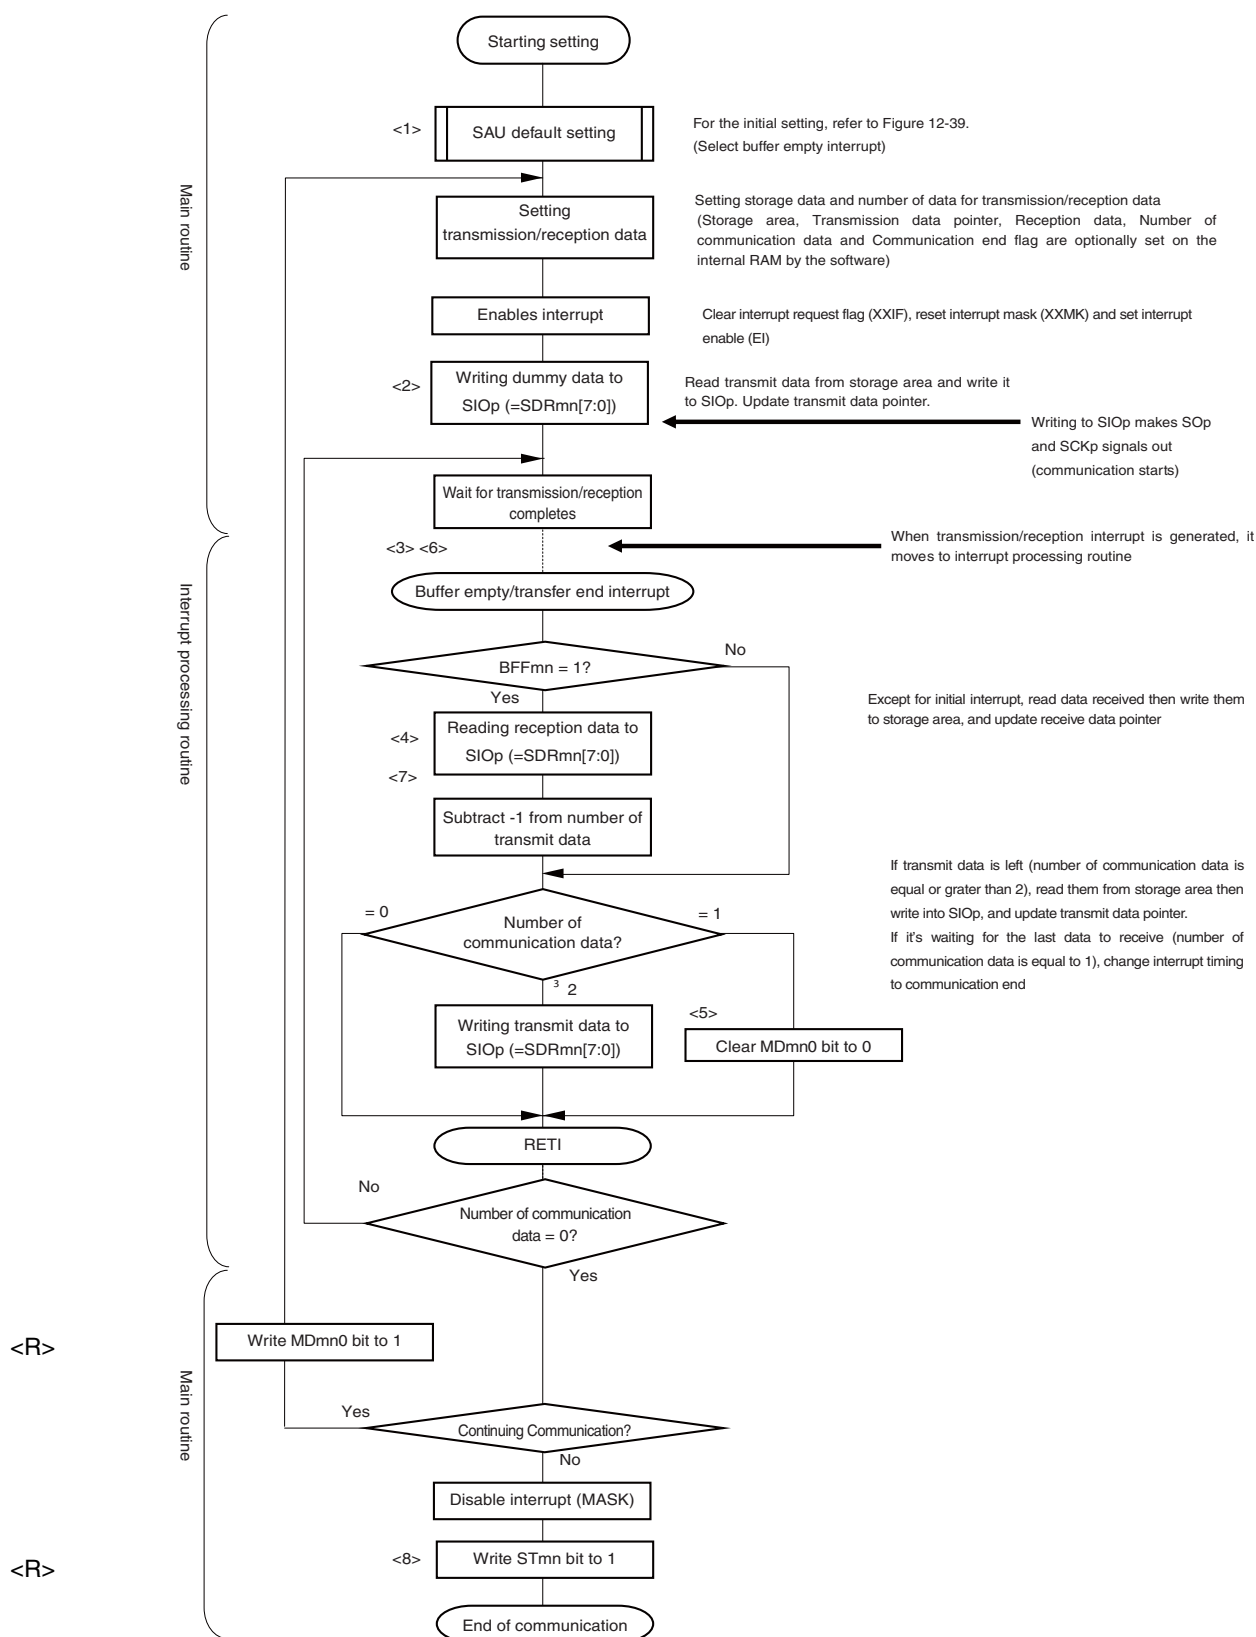 Starting setting
<1>
SAU default setting
For the initial setting, refer to Figure 12-39.
(Select buffer empty interrupt)
Main routine
Setting
transmission/reception data
Setting storage data and number of data for transmission/reception data
(Storage area, Transmission data pointer, Reception data, Number of
communication data and Communication end flag are optionally set on the
internal RAM by the software)
Enables interrupt
Clear interrupt request flag (XXIF), reset interrupt mask (XXMK) and set interrupt
enable (EI)
<2>
Writing dummy data to
SIOp (=SDRmn[7:0])
Read transmit data from storage area and write it
to SIOp. Update transmit data pointer.
Writing to SIOp makes SOp
and SCKp signals out
(communication starts)
Wait for transmission/reception
completes
<3> <6>
When transmission/reception interrupt is generated, it
moves to interrupt processing routine
Interrupt processing routine
Buffer empty/transfer end interrupt
BFFmn = 1?
No
Yes
Except for initial interrupt, read data received then write them
to storage area, and update receive data pointer
<4>
Reading reception data to
SIOp (=SDRmn[7:0])
<7>
Subtract -1 from number of
transmit data
If transmit data is left (number of communication data is
equal or grater than 2), read them from storage area then
write into SIOp, and update transmit data pointer.
If it's waiting for the last data to receive (number of
communication data is equal to 1), change interrupt timing
to communication end
= 0
Number of
communication data?
= 1
³ 2
Writing transmit data to
SIOp (=SDRmn[7:0])
<5>
Clear MDmn0 bit to 0
RETI
No
Number of communication
data = 0?
Yes
<R>
Write MDmn0 bit to 1
Main routine
Yes
Continuing Communication?
No
Disable interrupt (MASK)
<R>
<8>
Write STmn bit to 1
End of communication